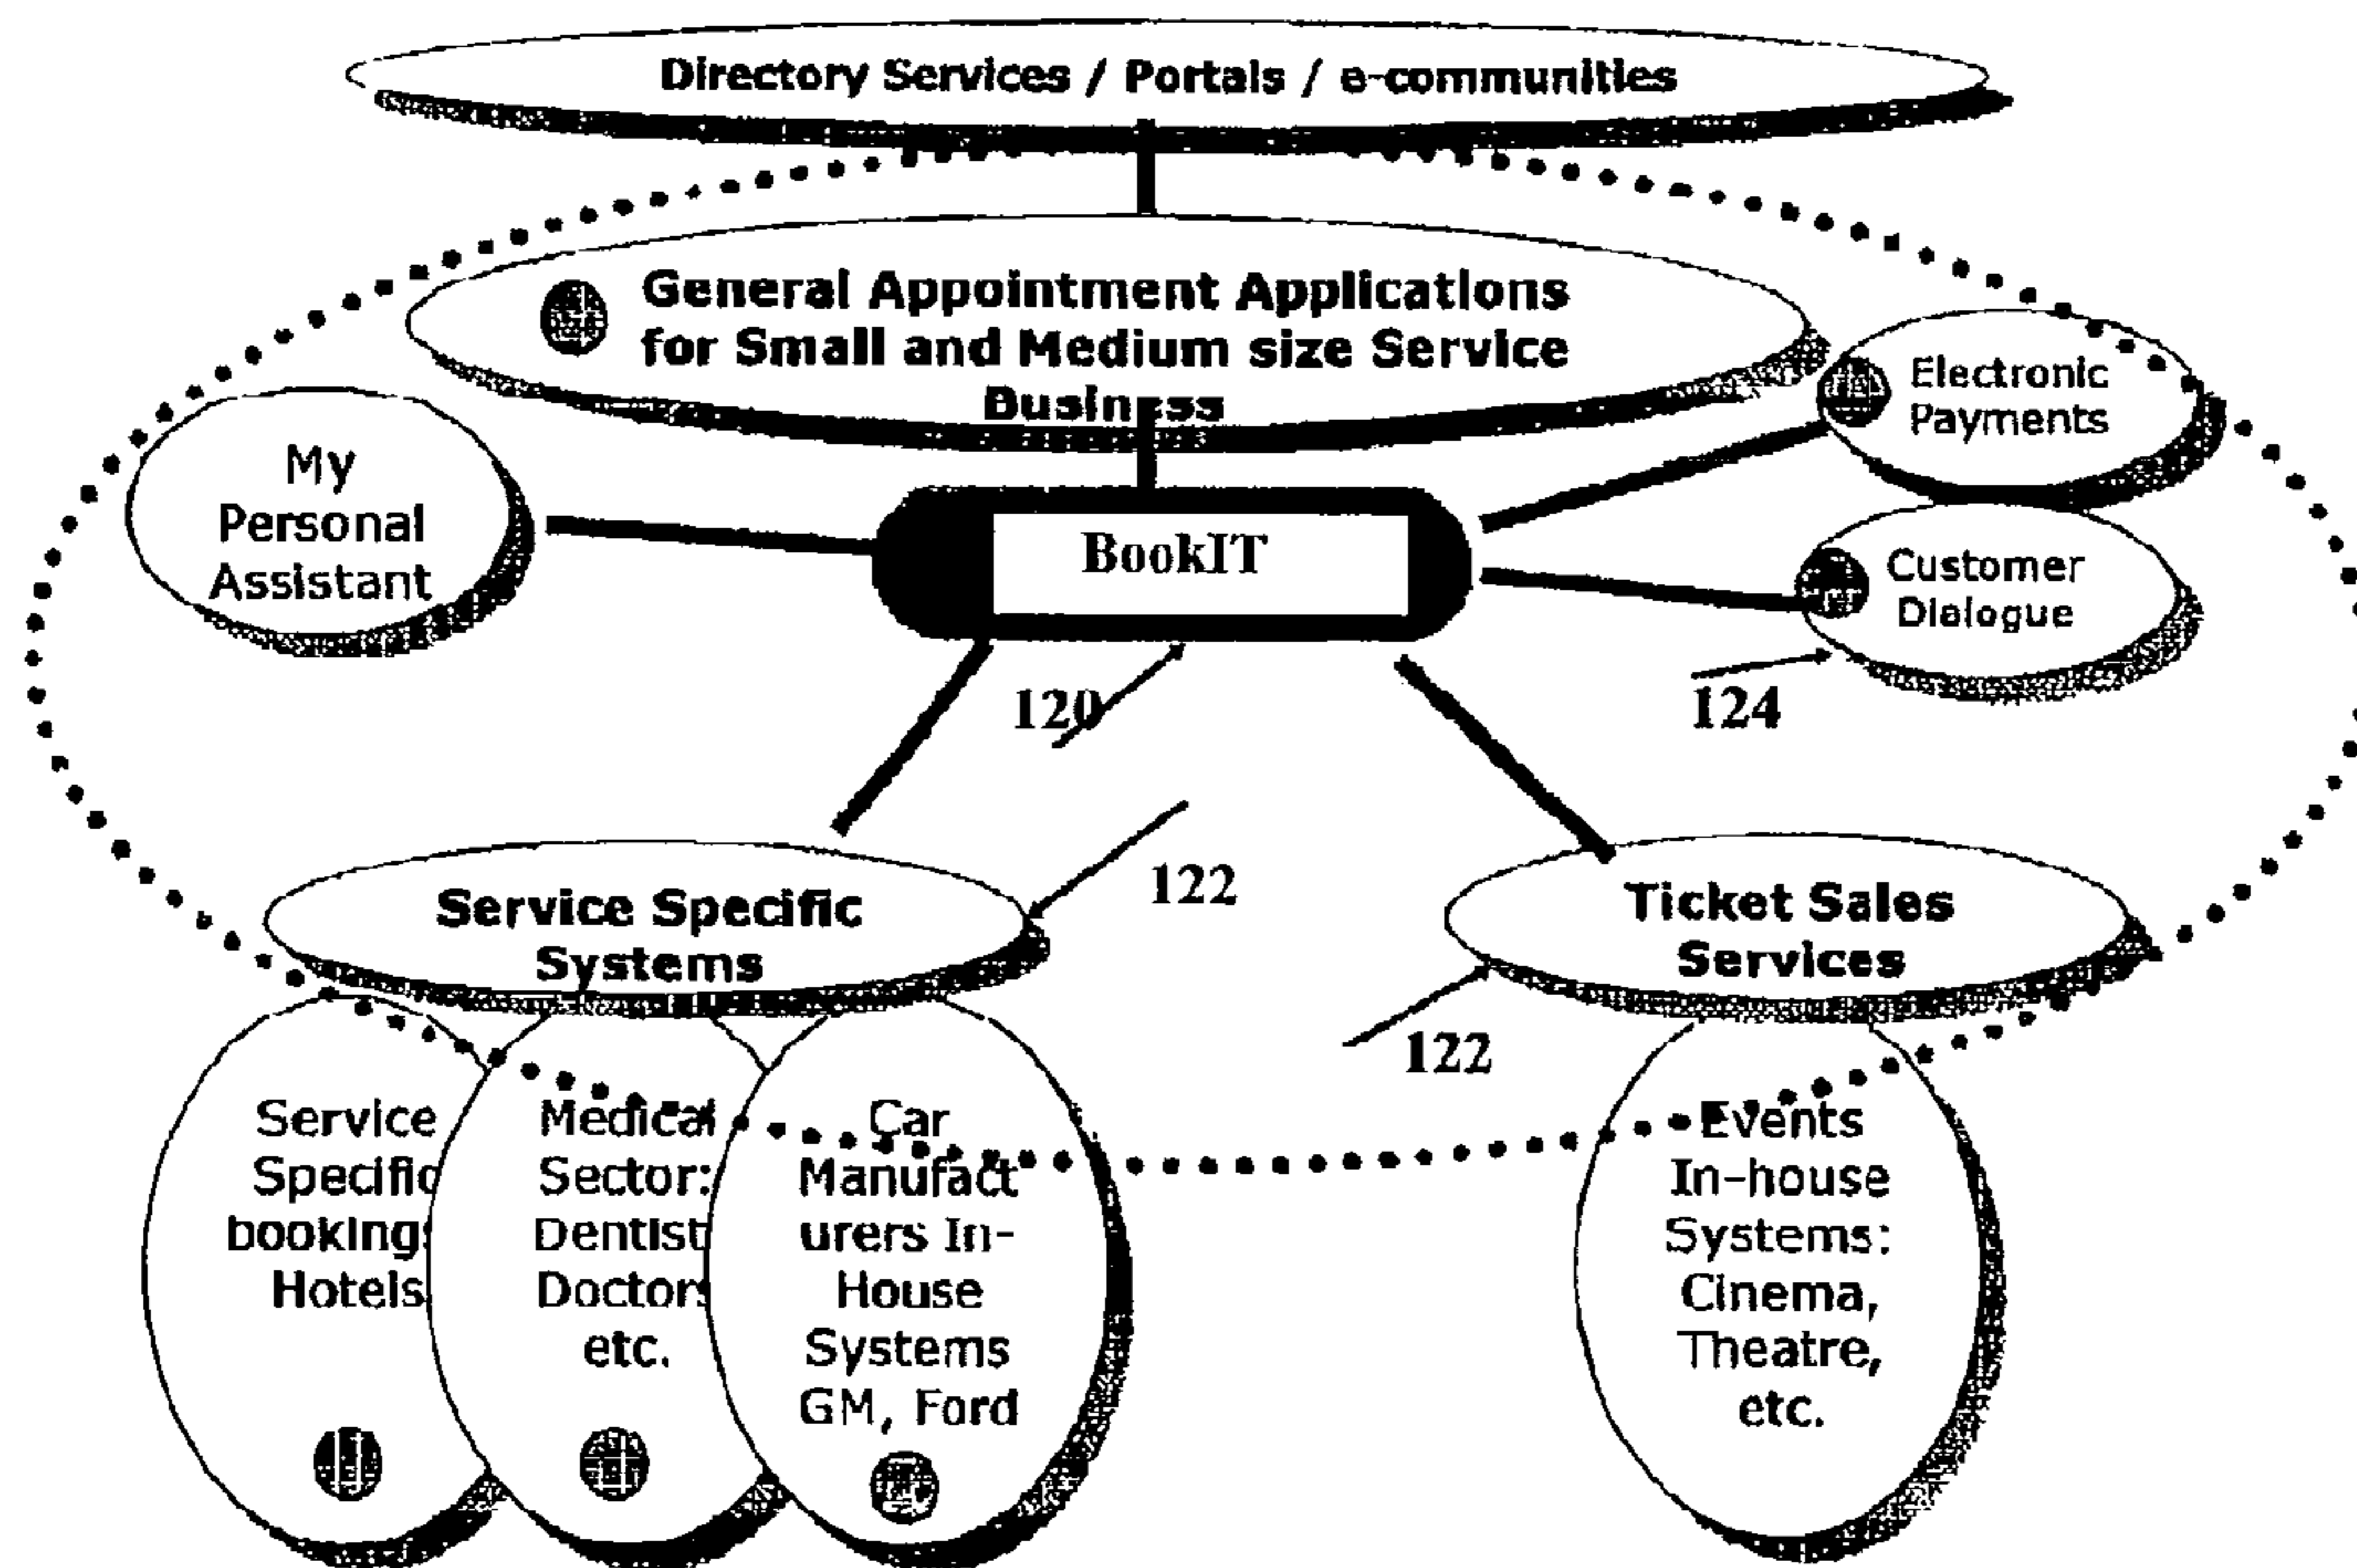 Directory Services / Portals / e-communities
General Appointment Applications
for Small and Medium size Service
Business
Electronic
Payments
My
Personal
Assistant
BookIT
Customer
Dialogue
120
124
122
Service Specific
Systems
Ticket Sales
Services
122
Service
Specific
bookings
Hotels
Medical
Sector:
Dentist
Doctors
etc.
Car
Manufact
urers In-
House
Systems
GM, Ford
Events
In-house
Systems:
Cinema,
Theatre,
etc.